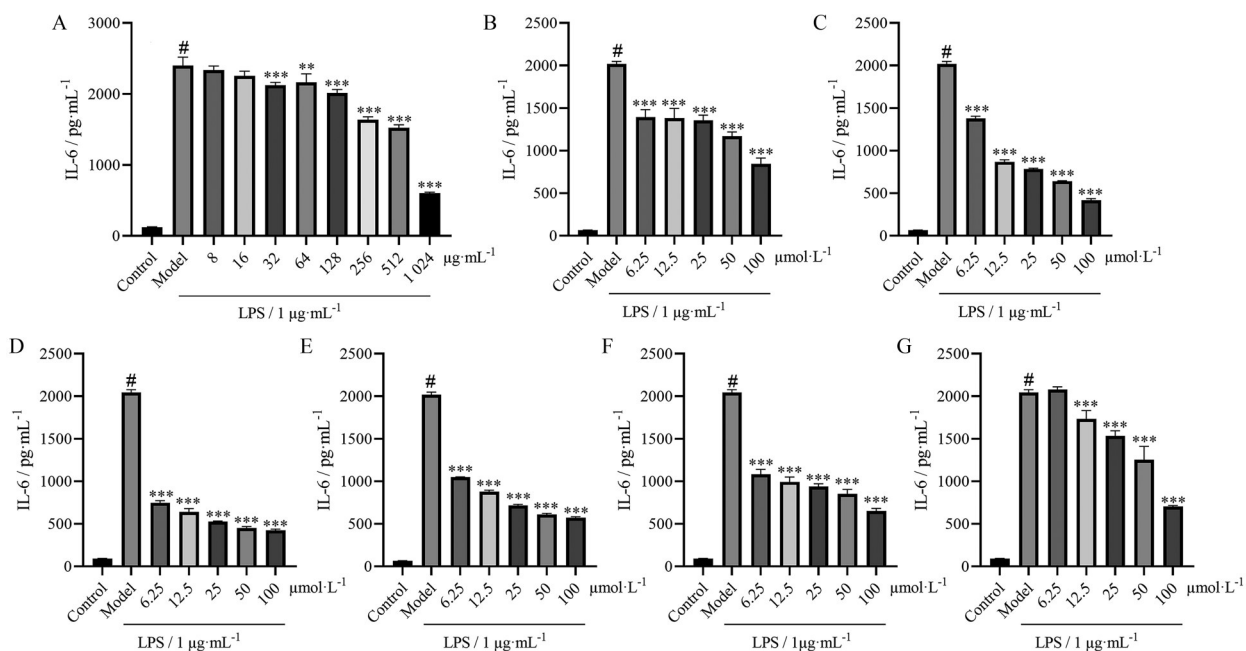 A
IL-6 / pg·mL⁻¹
3000
2000
1000
0
#
***
**
***
***
***
***
Control
Model
8
16
32
64
128
256
512
1 024
μg·mL⁻¹
LPS / 1 μg·mL⁻¹
B
IL-6 / pg·mL⁻¹
2500
2000
1500
1000
500
0
#
***
***
***
***
***
Control
Model
6.25
12.5
25
50
100
μmol·L⁻¹
LPS / 1 μg·mL⁻¹
C
IL-6 / pg·mL⁻¹
2500
2000
1500
1000
500
0
#
***
***
***
***
***
Control
Model
6.25
12.5
25
50
100
μmol·L⁻¹
LPS / 1 μg·mL⁻¹
D
IL-6 / pg·mL⁻¹
2500
2000
1500
1000
500
0
#
***
***
***
***
***
Control
Model
6.25
12.5
25
50
100
μmol·L⁻¹
LPS / 1 μg·mL⁻¹
E
IL-6 / pg·mL⁻¹
2500
2000
1500
1000
500
0
#
***
***
***
***
***
Control
Model
6.25
12.5
25
50
100
μmol·L⁻¹
LPS / 1 μg·mL⁻¹
F
IL-6 / pg·mL⁻¹
2500
2000
1500
1000
500
0
#
***
***
***
***
***
Control
Model
6.25
12.5
25
50
100
μmol·L⁻¹
LPS / 1μg·mL⁻¹
G
IL-6 / pg·mL⁻¹
2500
2000
1500
1000
500
0
#
***
***
***
***
Control
Model
6.25
12.5
25
50
100
μmol·L⁻¹
LPS / 1 μg·mL⁻¹